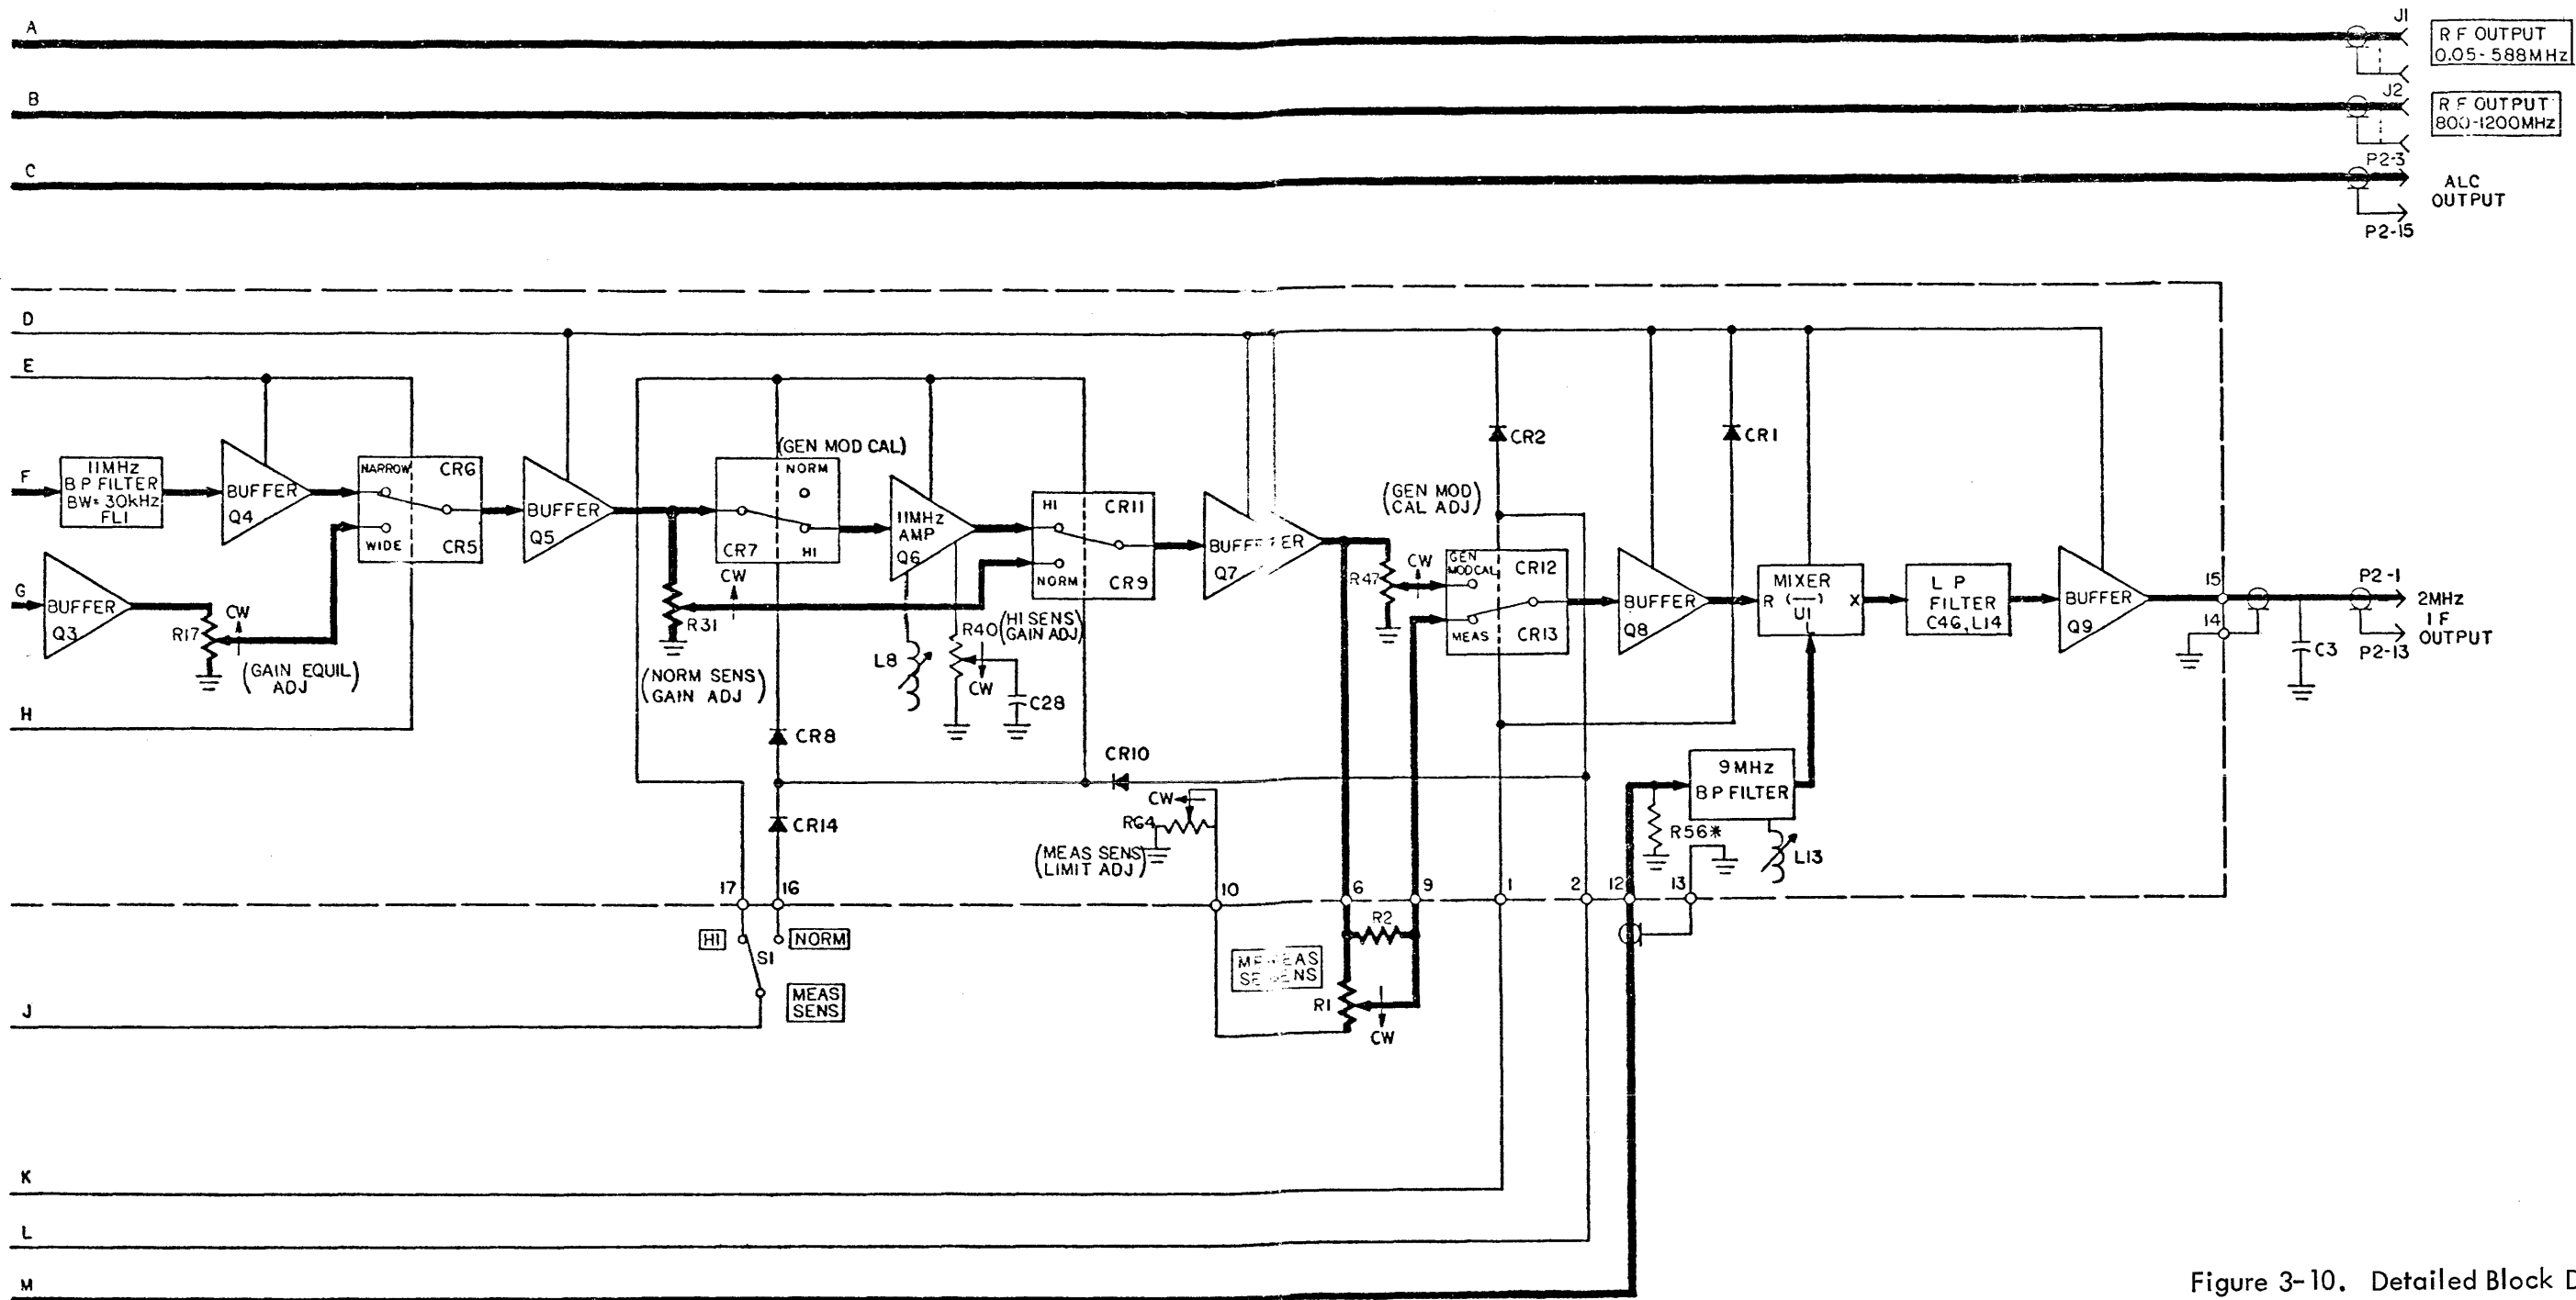 A
J1
R F OUTPUT
0.05-588MHz
B
J2
R F OUTPUT
800-1200MHz
C
P2-3
ALC
OUTPUT
P2-15
D
E
F
11MHz
B P FILTER
BW= 30kHz
FL1
BUFFER
Q4
NARROW
CR6
WIDE
CR5
BUFFER
Q5
(GEN MOD CAL)
NORM
CR7
HI
11MHz
AMP
Q6
HI
CR11
NORM
CR9
BUFFER
Q7
(GEN MOD)
CAL ADJ
CW
R47
GEN
MODCAL
CR12
MEAS
CR13
CR2
CR1
BUFFER
Q8
MIXER
R (—) X
U1
L P
FILTER
C46, L14
BUFFER
Q9
15
14
P2-1
2MHz
I F
OUTPUT
P2-13
C3
G
BUFFER
Q3
R17
CW
(GAIN EQUIL)
ADJ
CW
R31
(NORM SENS)
GAIN ADJ
L8
R40
(HI SENS)
GAIN ADJ
CW
C28
H
CR8
CR10
CR14
CW
R64
(MEAS SENS)
LIMIT ADJ
9MHz
B P FILTER
R56*
L13
17
16
10
6
9
1
2
12
13
HI
NORM
S1
MEAS
SENS
R2
MEAS
SENS
R1
CW
J
K
L
M
Figure 3-10. Detailed Block D